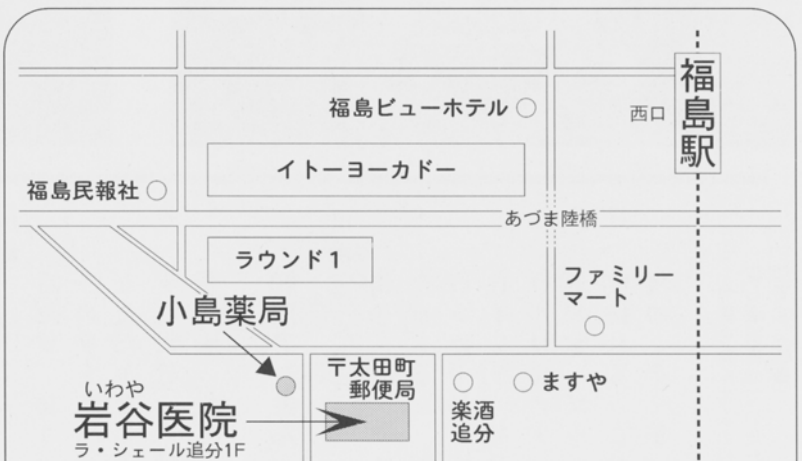 福島駅
西口
福島ビューホテル
イトーヨーカドー
福島民報社
あづま陸橋
ラウンド1
ファミリー
マート
小島薬局
〒太田町
郵便局
いわや
岩谷医院
ラ・シェール追分1F
楽酒
追分
ますや